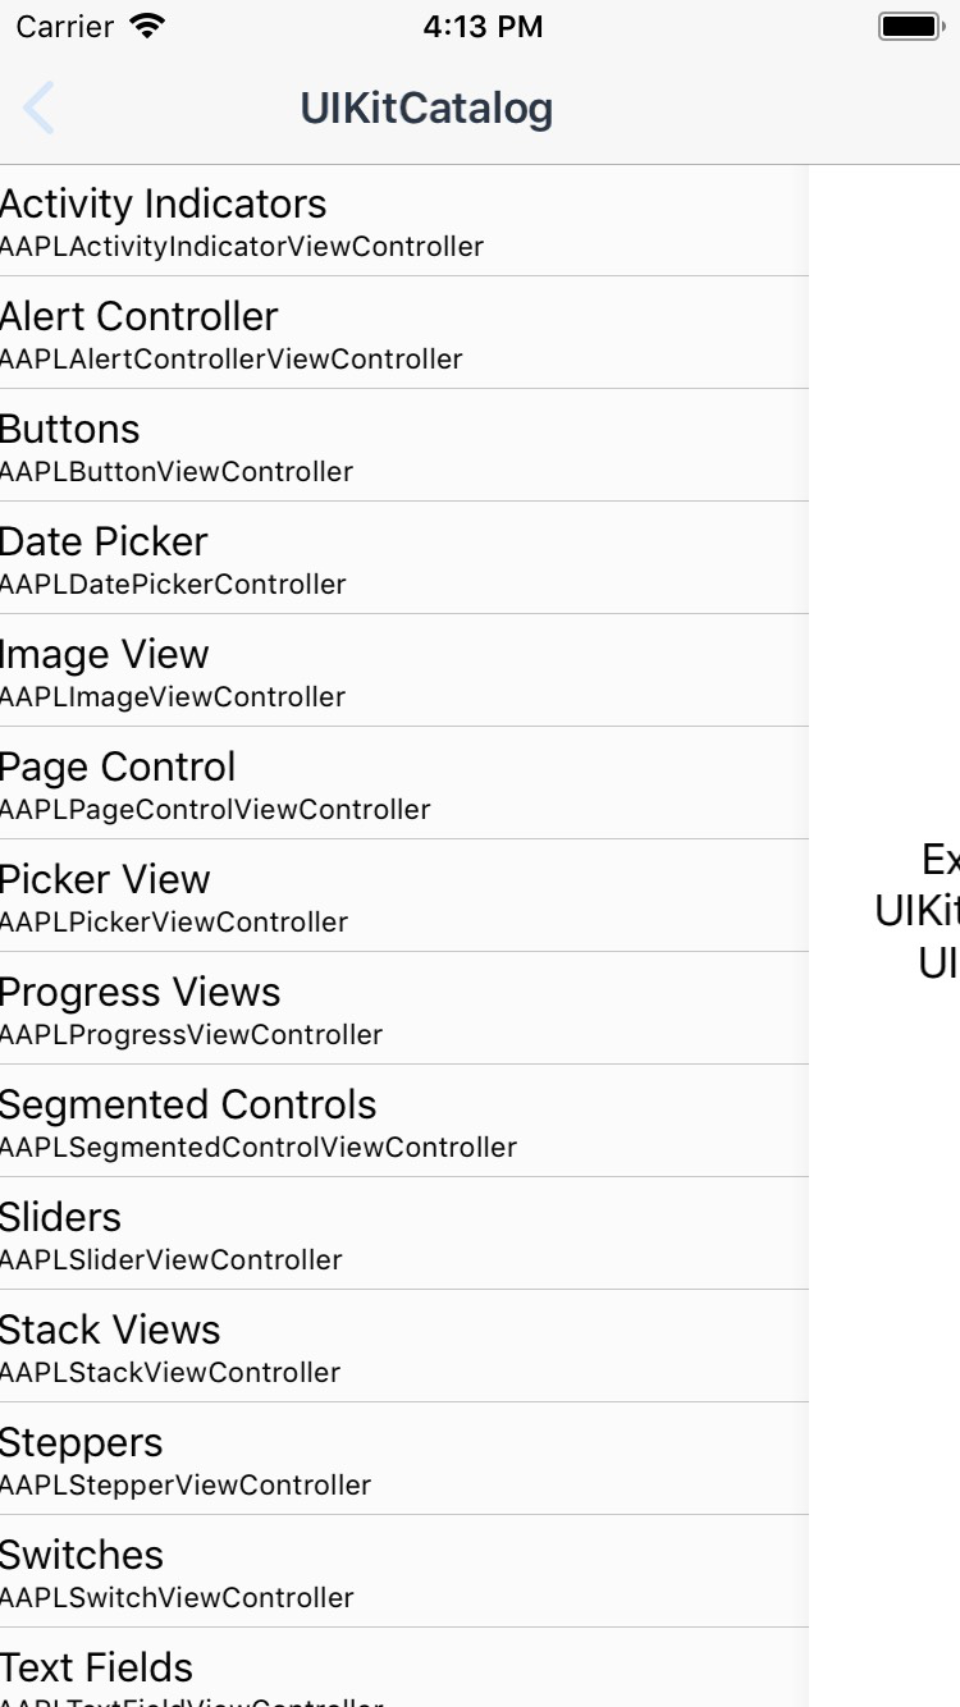 Carrier
4:13 PM
UIKitCatalog
Activity Indicators
AAPLActivityIndicatorViewController
Alert Controller
AAPLAlertControllerViewController
Buttons
AAPLButtonViewController
Date Picker
AAPLDatePickerController
Image View
AAPLImageViewController
Page Control
AAPLPageControlViewController
Picker View
AAPLPickerViewController
Progress Views
AAPLProgressViewController
Segmented Controls
AAPLSegmentedControlViewController
Sliders
AAPLSliderViewController
Stack Views
AAPLStackViewController
Steppers
AAPLStepperViewController
Switches
AAPLSwitchViewController
Text Fields
AAPLTextFieldViewController
Ex
UIKit
UI